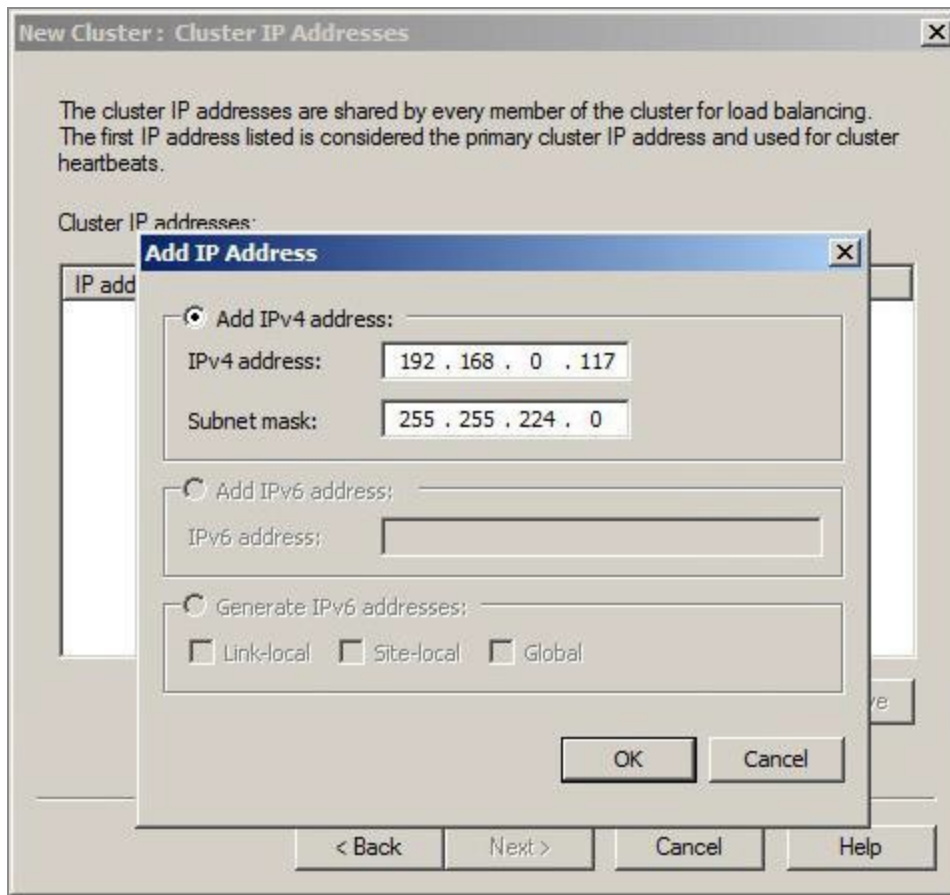 New Cluster : Cluster IP Addresses
The cluster IP addresses are shared by every member of the cluster for load balancing.
The first IP address listed is considered the primary cluster IP address and used for cluster
heartbeats.
Cluster IP addresses:
Add IP Address
Add IPv4 address:
IPv4 address: 192 . 168 . 0 . 117
Subnet mask: 255 . 255 . 224 . 0
Add IPv6 address:
IPv6 address:
Generate IPv6 addresses:
Link-local Site-local Global
OK Cancel
< Back Next > Cancel Help